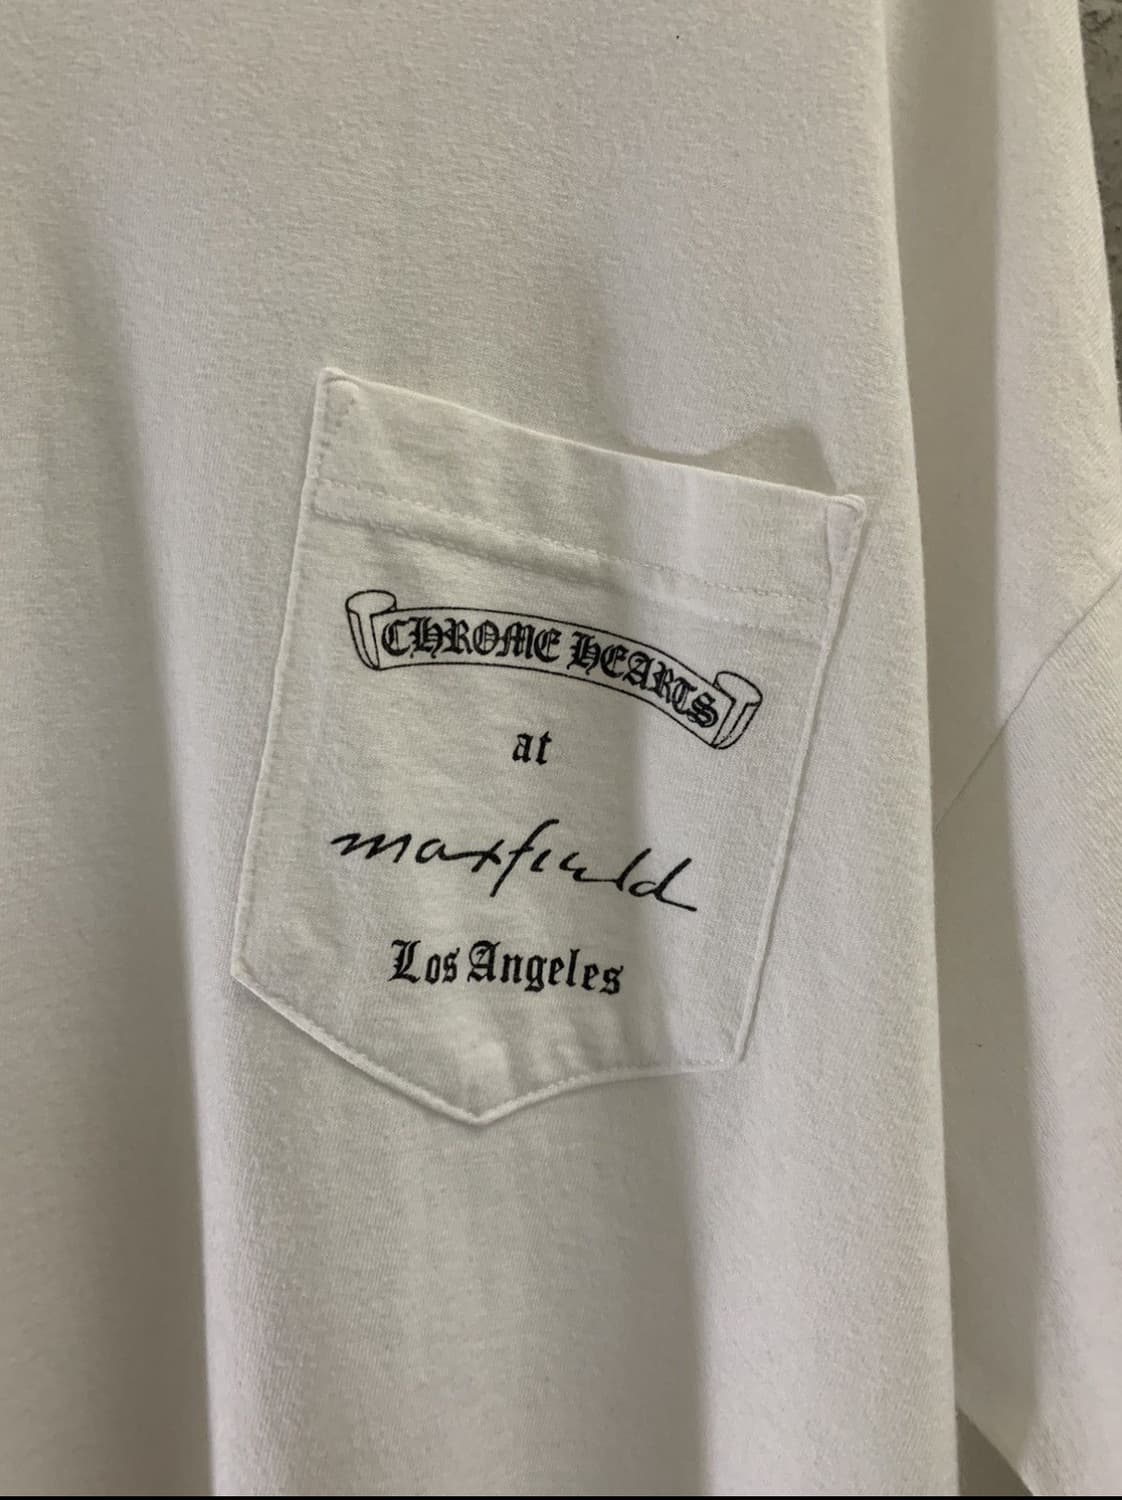 CHROME HEARTS
at
maxfield
Los Angeles